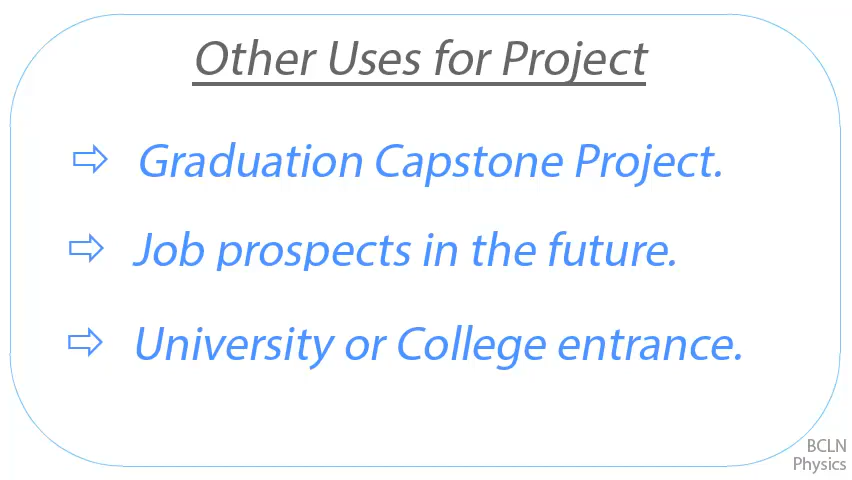 Other Uses for Project
⇨ Graduation Capstone Project.
⇨ Job prospects in the future.
⇨ University or College entrance.
BCLN
Physics